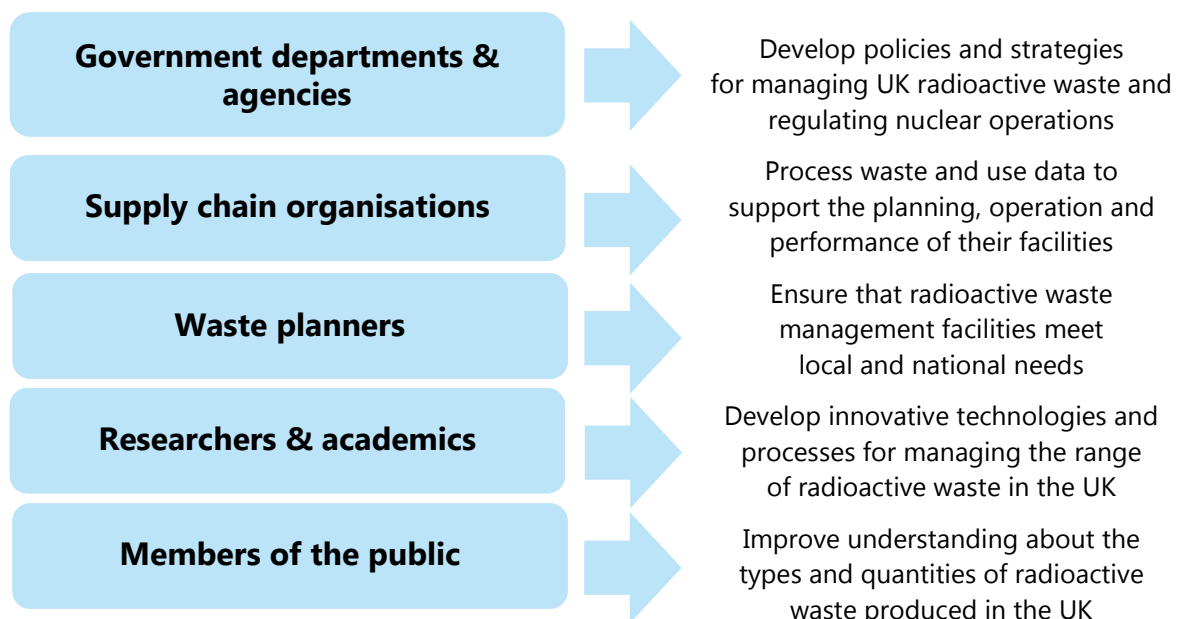 Government departments &
agencies
Develop policies and strategies
for managing UK radioactive waste and
regulating nuclear operations
Supply chain organisations
Process waste and use data to
support the planning, operation and
performance of their facilities
Waste planners
Ensure that radioactive waste
management facilities meet
local and national needs
Researchers & academics
Develop innovative technologies and
processes for managing the range
of radioactive waste in the UK
Members of the public
Improve understanding about the
types and quantities of radioactive
waste produced in the UK